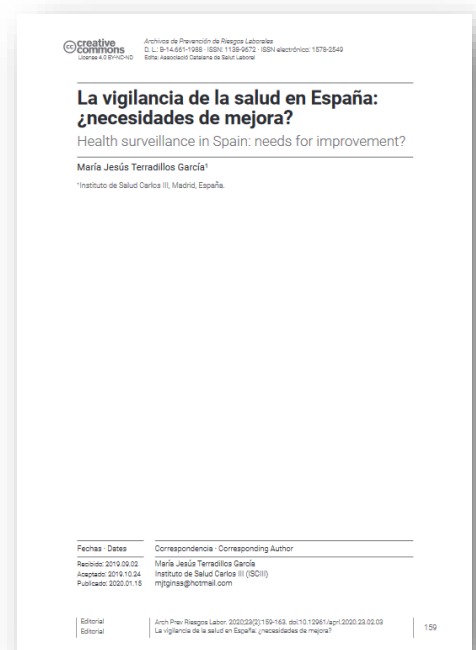 cc creative commons
License 4.0 BY-NC-ND
Archivos de Prevención de Riesgos Laborales
D. L.: B-14.661-1998 · ISSN: 1138-9672 · ISSN electrónico: 1578-2549
Edita: Associació Catalana de Salut Laboral
La vigilancia de la salud en España:
¿necesidades de mejora?
Health surveillance in Spain: needs for improvement?
María Jesús Terradillos García¹
¹Instituto de Salud Carlos III, Madrid, España.
Fechas · Dates
Recibido: 2019.09.02
Aceptado: 2019.10.24
Publicado: 2020.01.15
Correspondencia · Corresponding Author
María Jesús Terradillos García
Instituto de Salud Carlos III (ISCIII)
mjtginss@hotmail.com
Editorial
Editorial
Arch Prev Riesgos Labor. 2020;23(2):159-163. doi:10.12961/aprl.2020.23.02.03
La vigilancia de la salud en España: ¿necesidades de mejora?
159